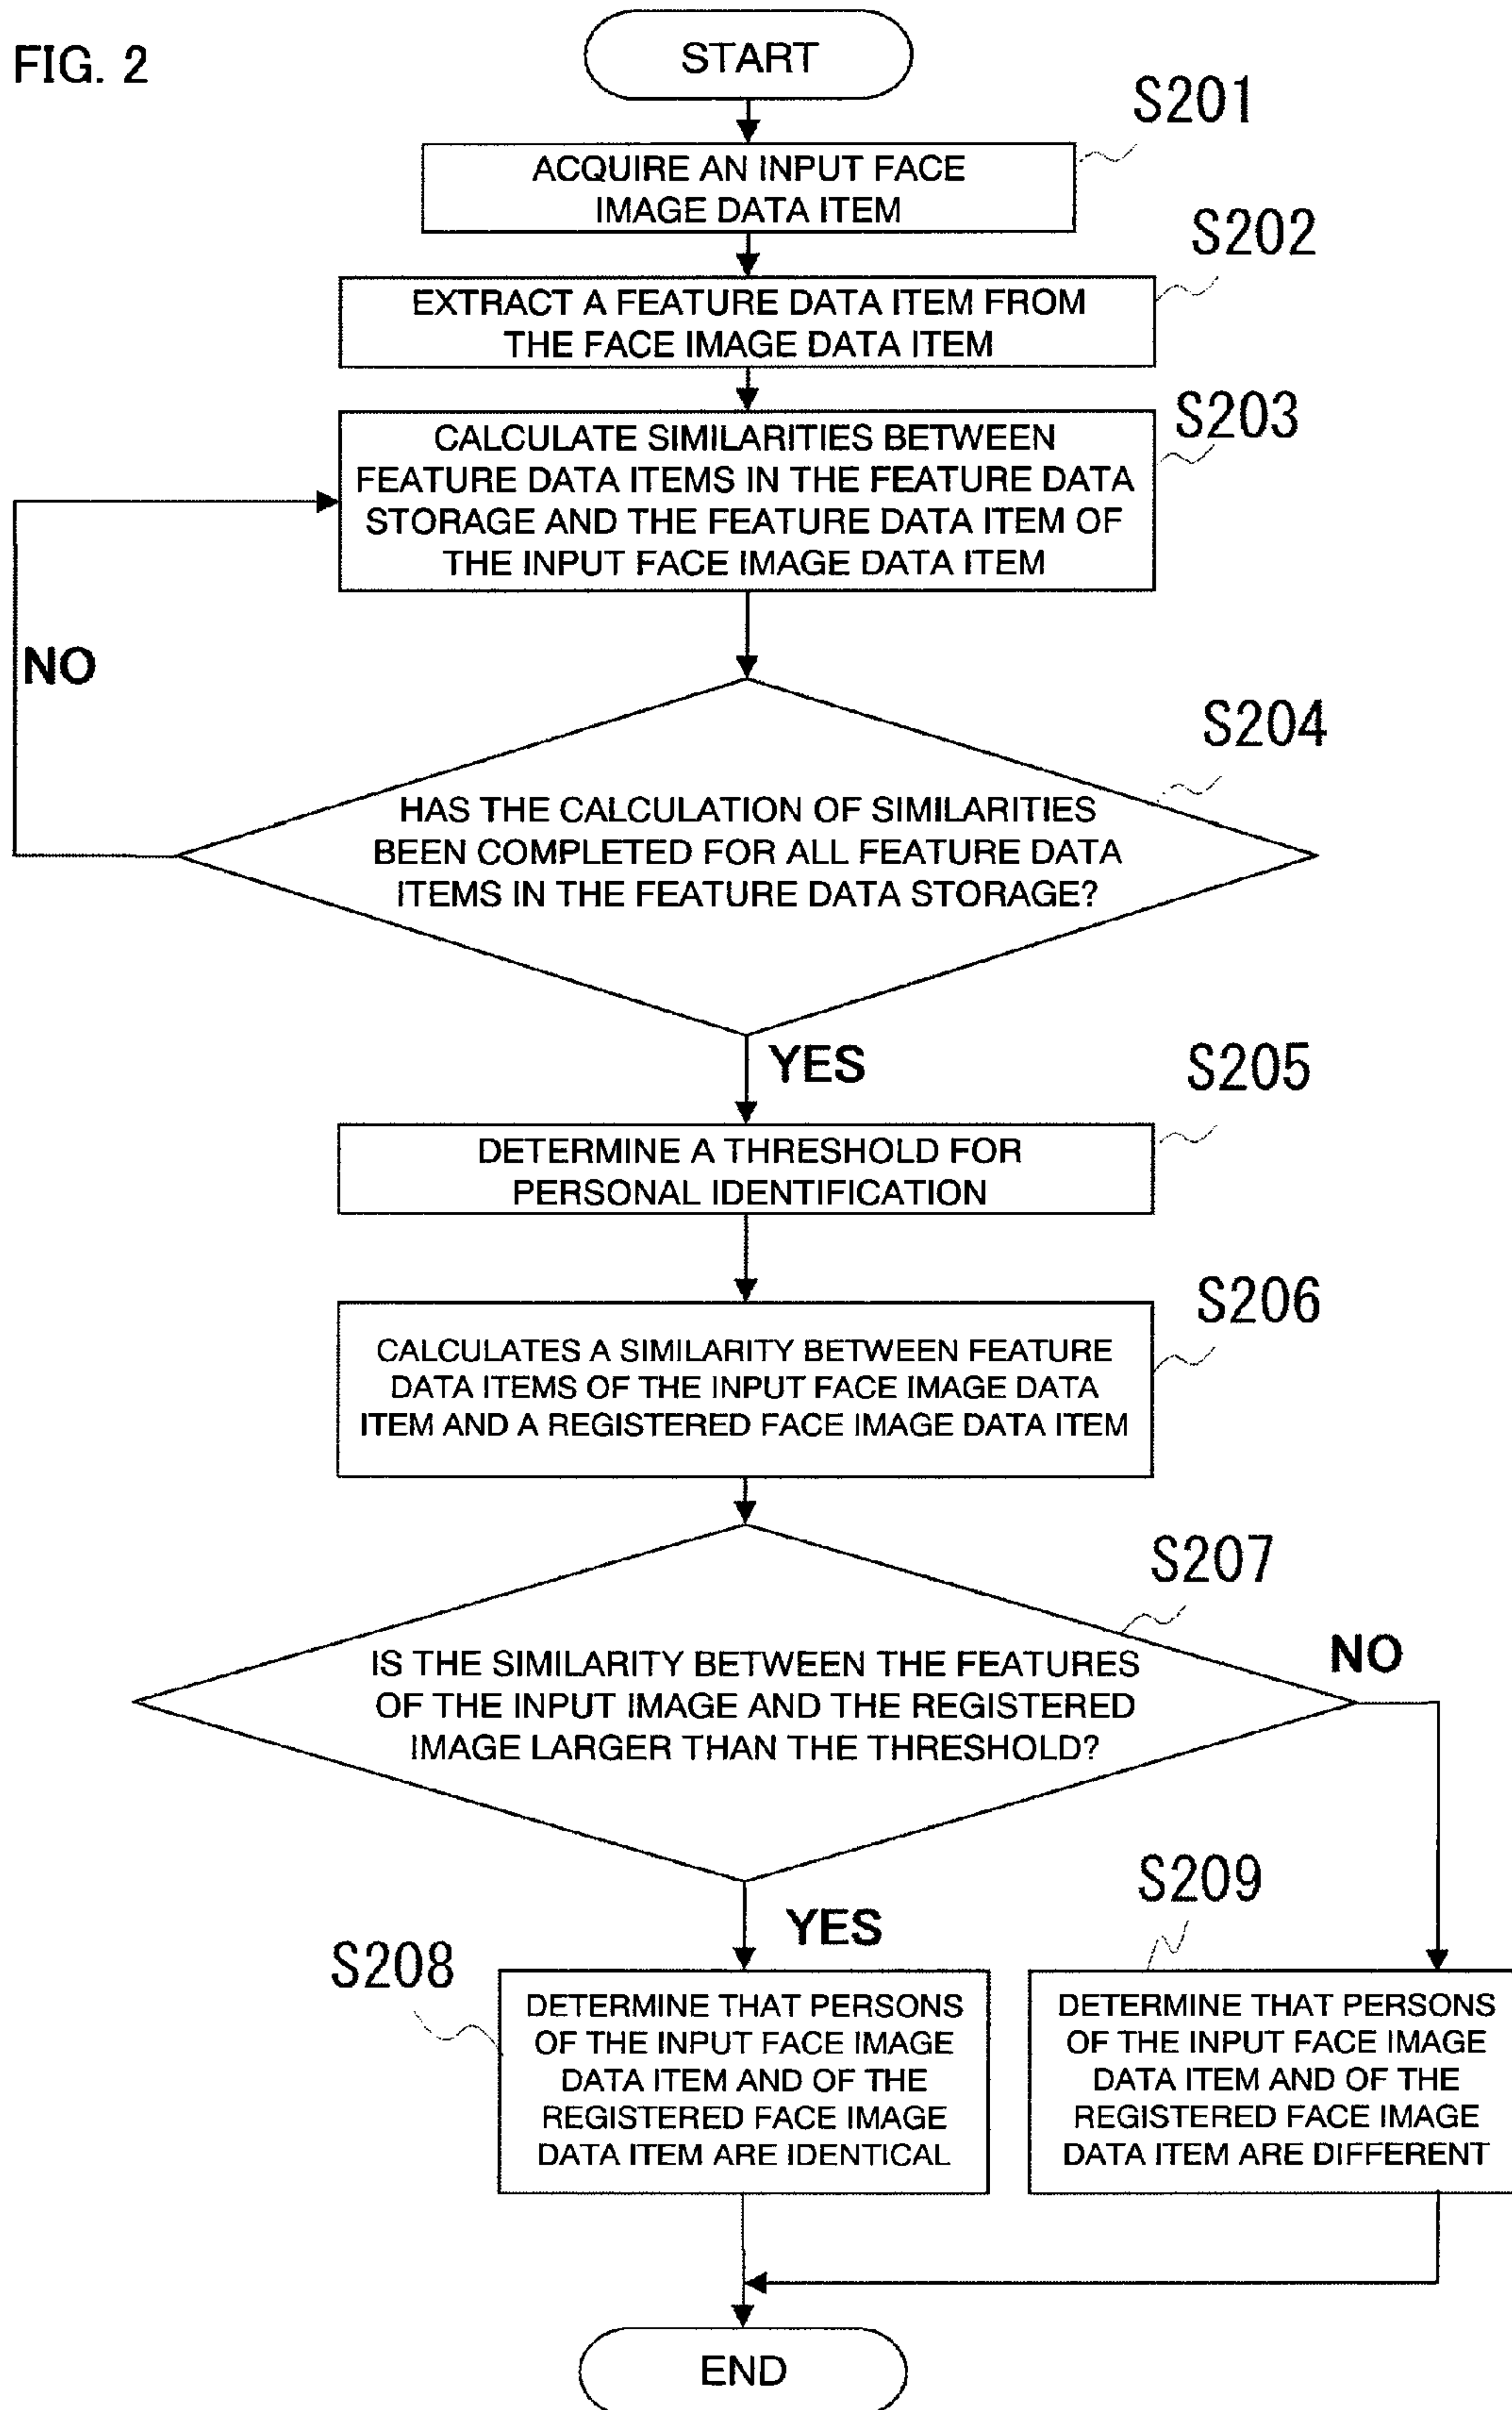 FIG. 2
START
S201
ACQUIRE AN INPUT FACE
IMAGE DATA ITEM
S202
EXTRACT A FEATURE DATA ITEM FROM
THE FACE IMAGE DATA ITEM
S203
CALCULATE SIMILARITIES BETWEEN
FEATURE DATA ITEMS IN THE FEATURE DATA
STORAGE AND THE FEATURE DATA ITEM OF
THE INPUT FACE IMAGE DATA ITEM
NO
S204
HAS THE CALCULATION OF SIMILARITIES
BEEN COMPLETED FOR ALL FEATURE DATA
ITEMS IN THE FEATURE DATA STORAGE?
YES
S205
DETERMINE A THRESHOLD FOR
PERSONAL IDENTIFICATION
S206
CALCULATES A SIMILARITY BETWEEN FEATURE
DATA ITEMS OF THE INPUT FACE IMAGE DATA
ITEM AND A REGISTERED FACE IMAGE DATA ITEM
S207
NO
IS THE SIMILARITY BETWEEN THE FEATURES
OF THE INPUT IMAGE AND THE REGISTERED
IMAGE LARGER THAN THE THRESHOLD?
YES
S208
DETERMINE THAT PERSONS
OF THE INPUT FACE IMAGE
DATA ITEM AND OF THE
REGISTERED FACE IMAGE
DATA ITEM ARE IDENTICAL
S209
DETERMINE THAT PERSONS
OF THE INPUT FACE IMAGE
DATA ITEM AND OF THE
REGISTERED FACE IMAGE
DATA ITEM ARE DIFFERENT
END